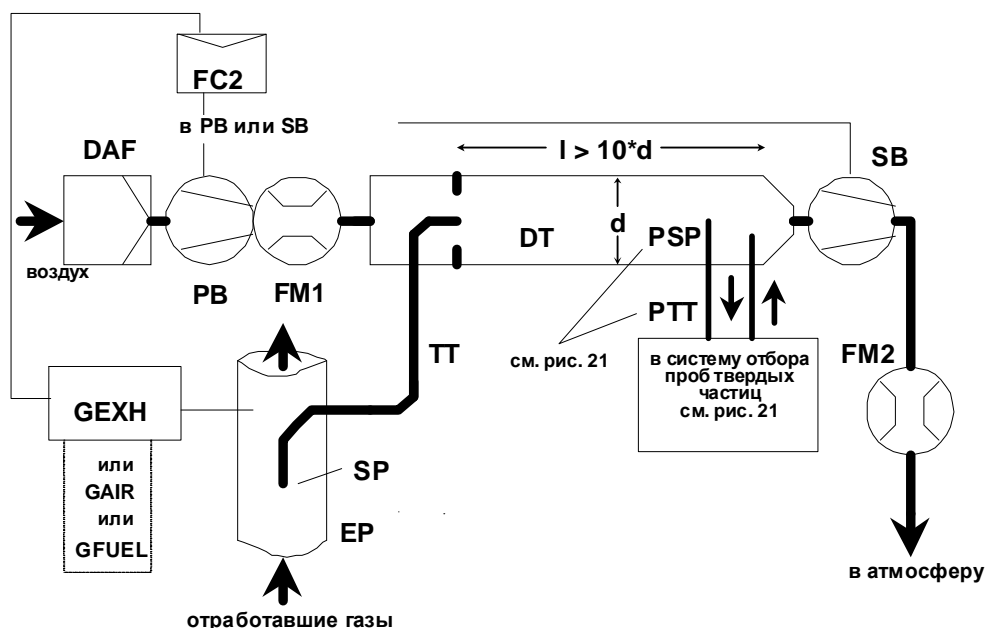 FC2
в PB или SB
DAF
l > 10*d
SB
d
DT
PSP
воздух
PB
FM1
PTT
TT
см. рис. 21
FM2
в систему отбора
проб твердых
частиц
см. рис. 21
GEXH
или
GAIR
или
GFUEL
SP
EP
в атмосферу
отработавшие газы